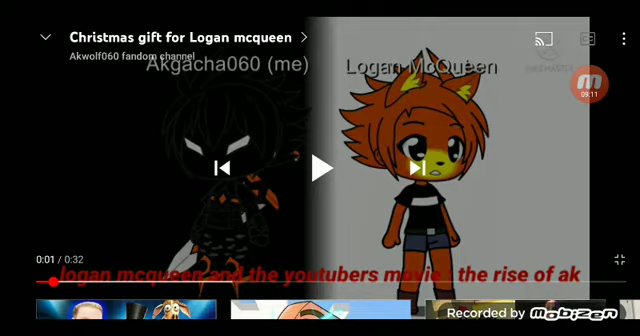 Christmas gift for Logan mcqueen
Akwolf060 fandom channel
Akgacha060 (me)
Logan McQueen
09:11
0:01 / 0:32
logan mcqueen and the youtubers movie the rise of ak
Recorded by mobizen